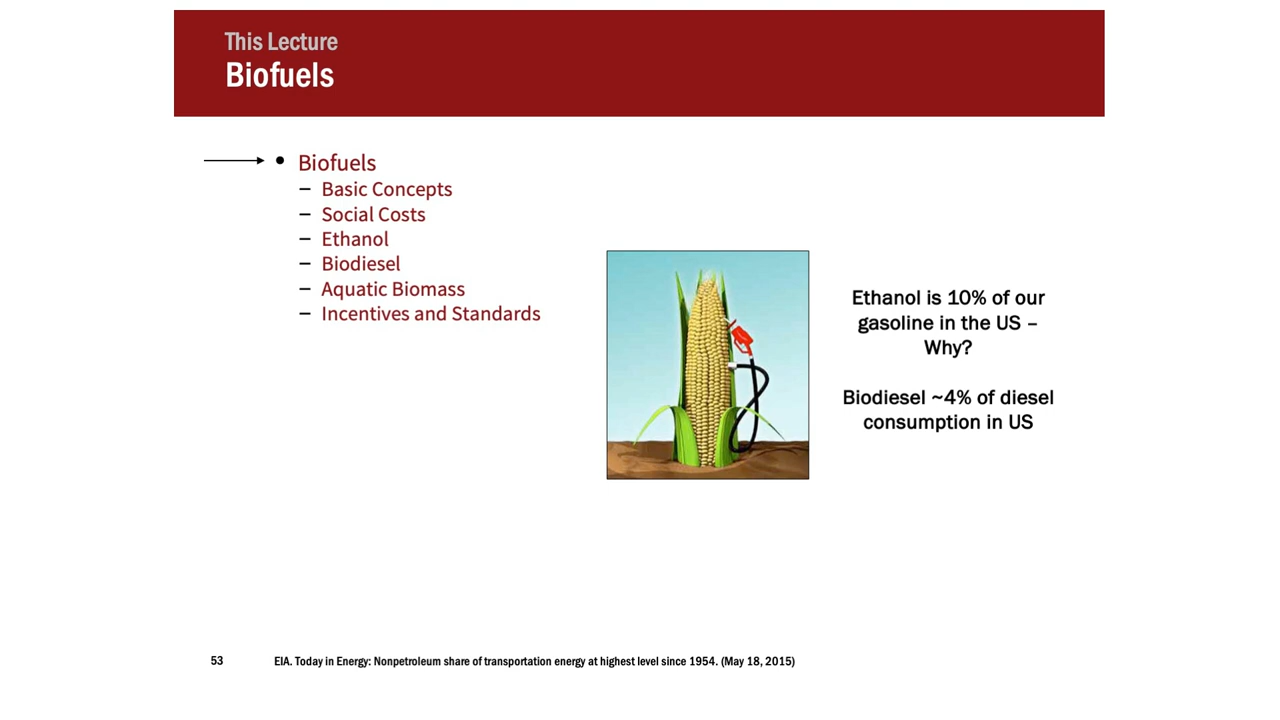 This Lecture
Biofuels
• Biofuels
– Basic Concepts
– Social Costs
– Ethanol
– Biodiesel
– Aquatic Biomass
– Incentives and Standards
Ethanol is 10% of our
gasoline in the US –
Why?
Biodiesel ~4% of diesel
consumption in US
53
EIA. Today in Energy: Nonpetroleum share of transportation energy at highest level since 1954. (May 18, 2015)